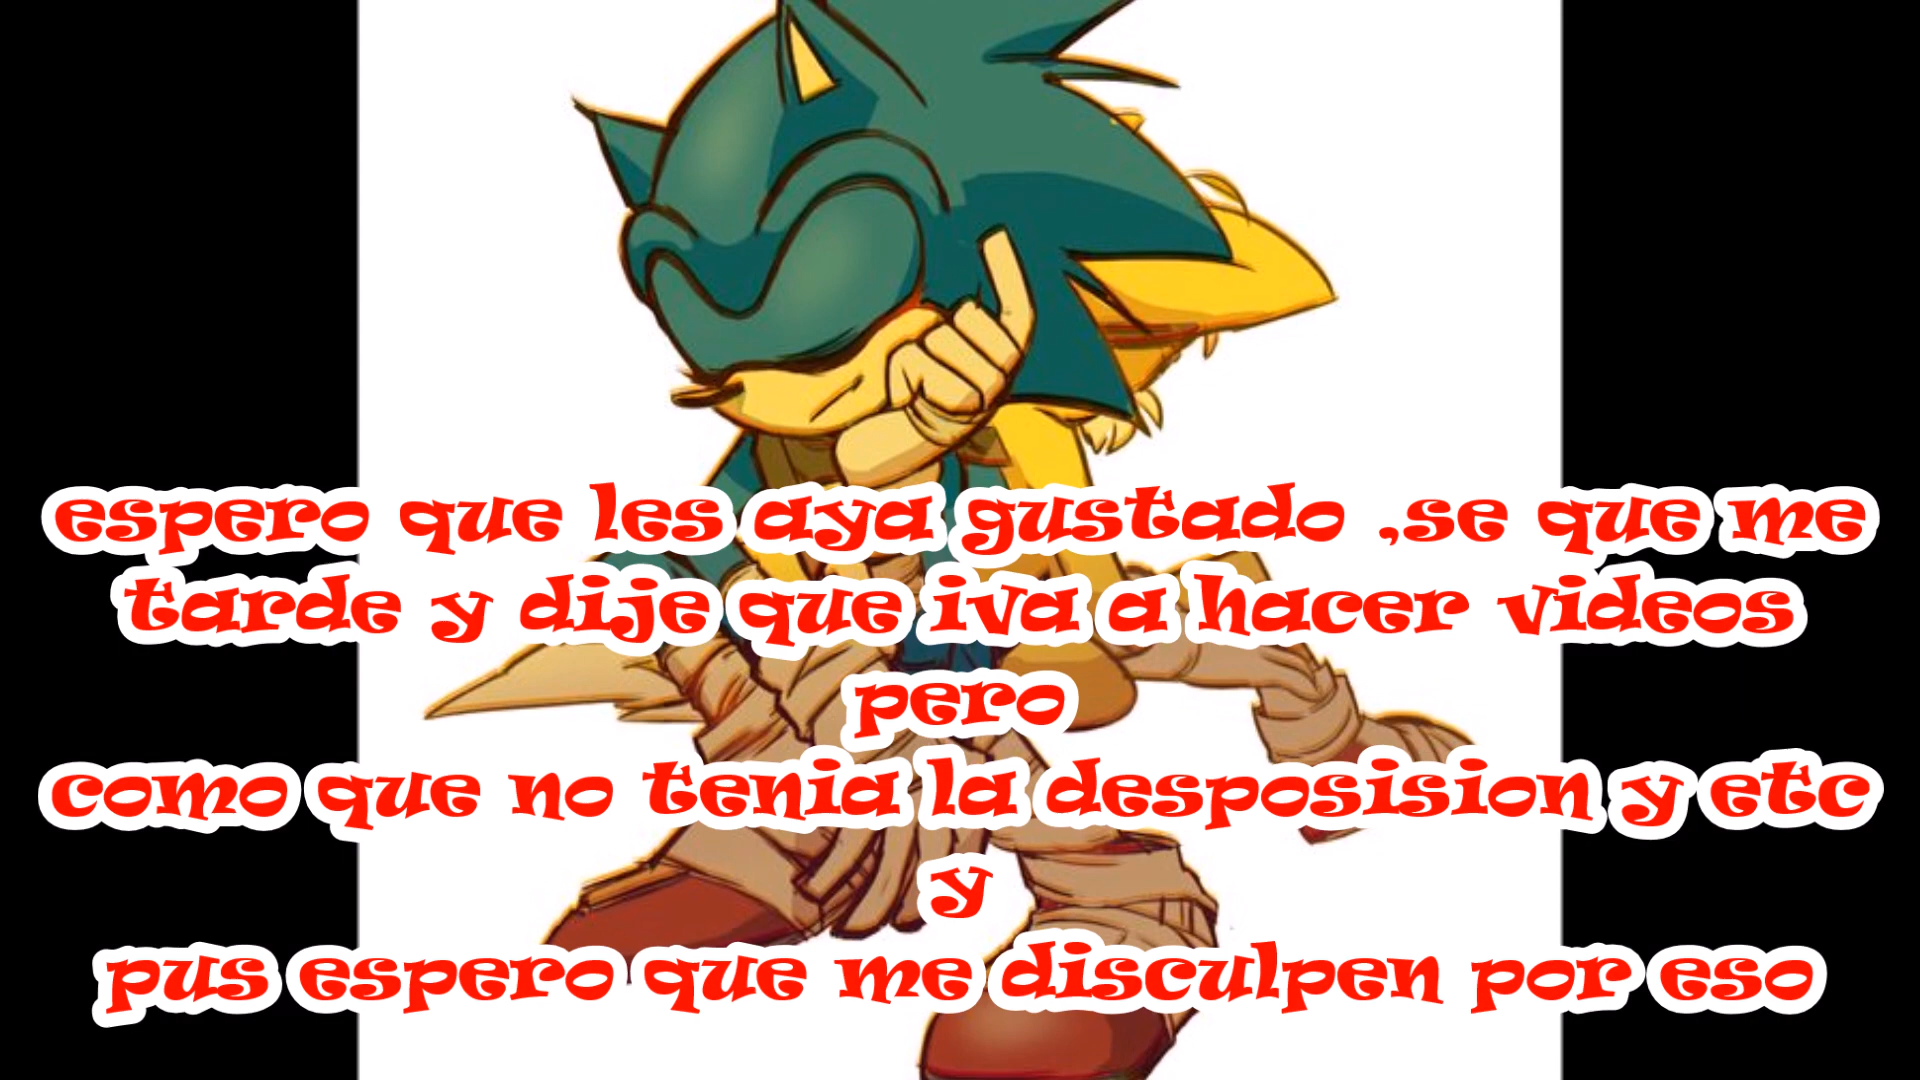 espero que les aya gustado ,se que me
tarde y dije que iva a hacer videos
pero
como que no tenia la desposision y etc
y
pus espero que me disculpen por eso